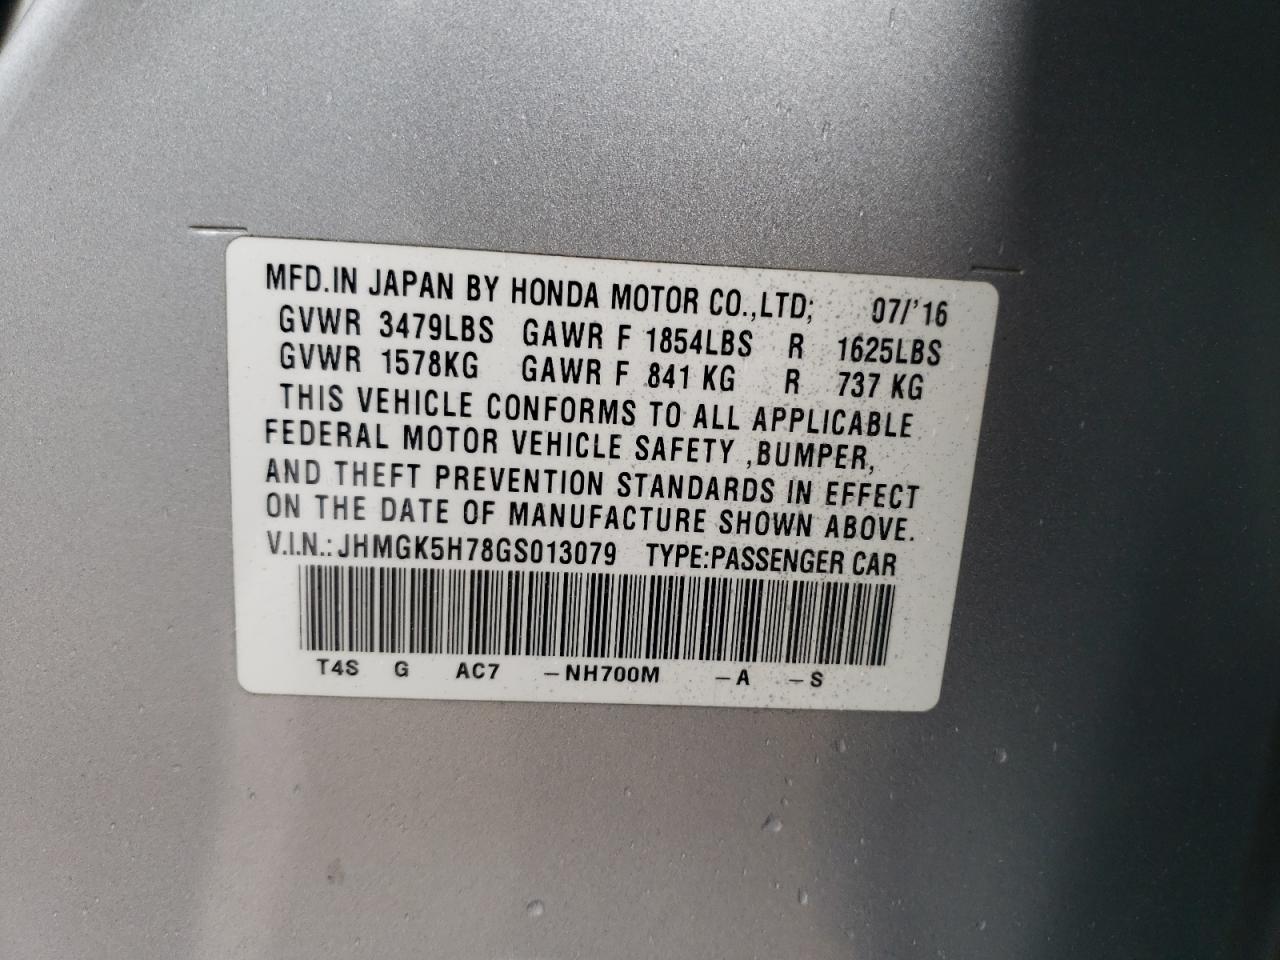 MFD.IN JAPAN BY HONDA MOTOR CO.,LTD; 07/'16
GVWR 3479LBS GAWR F 1854LBS R 1625LBS
GVWR 1578KG GAWR F 841 KG R 737 KG
THIS VEHICLE CONFORMS TO ALL APPLICABLE
FEDERAL MOTOR VEHICLE SAFETY ,BUMPER,
AND THEFT PREVENTION STANDARDS IN EFFECT
ON THE DATE OF MANUFACTURE SHOWN ABOVE.
V.I.N.: JHMGK5H78GS013079 TYPE:PASSENGER CAR
T4S G AC7 –NH700M –A –S